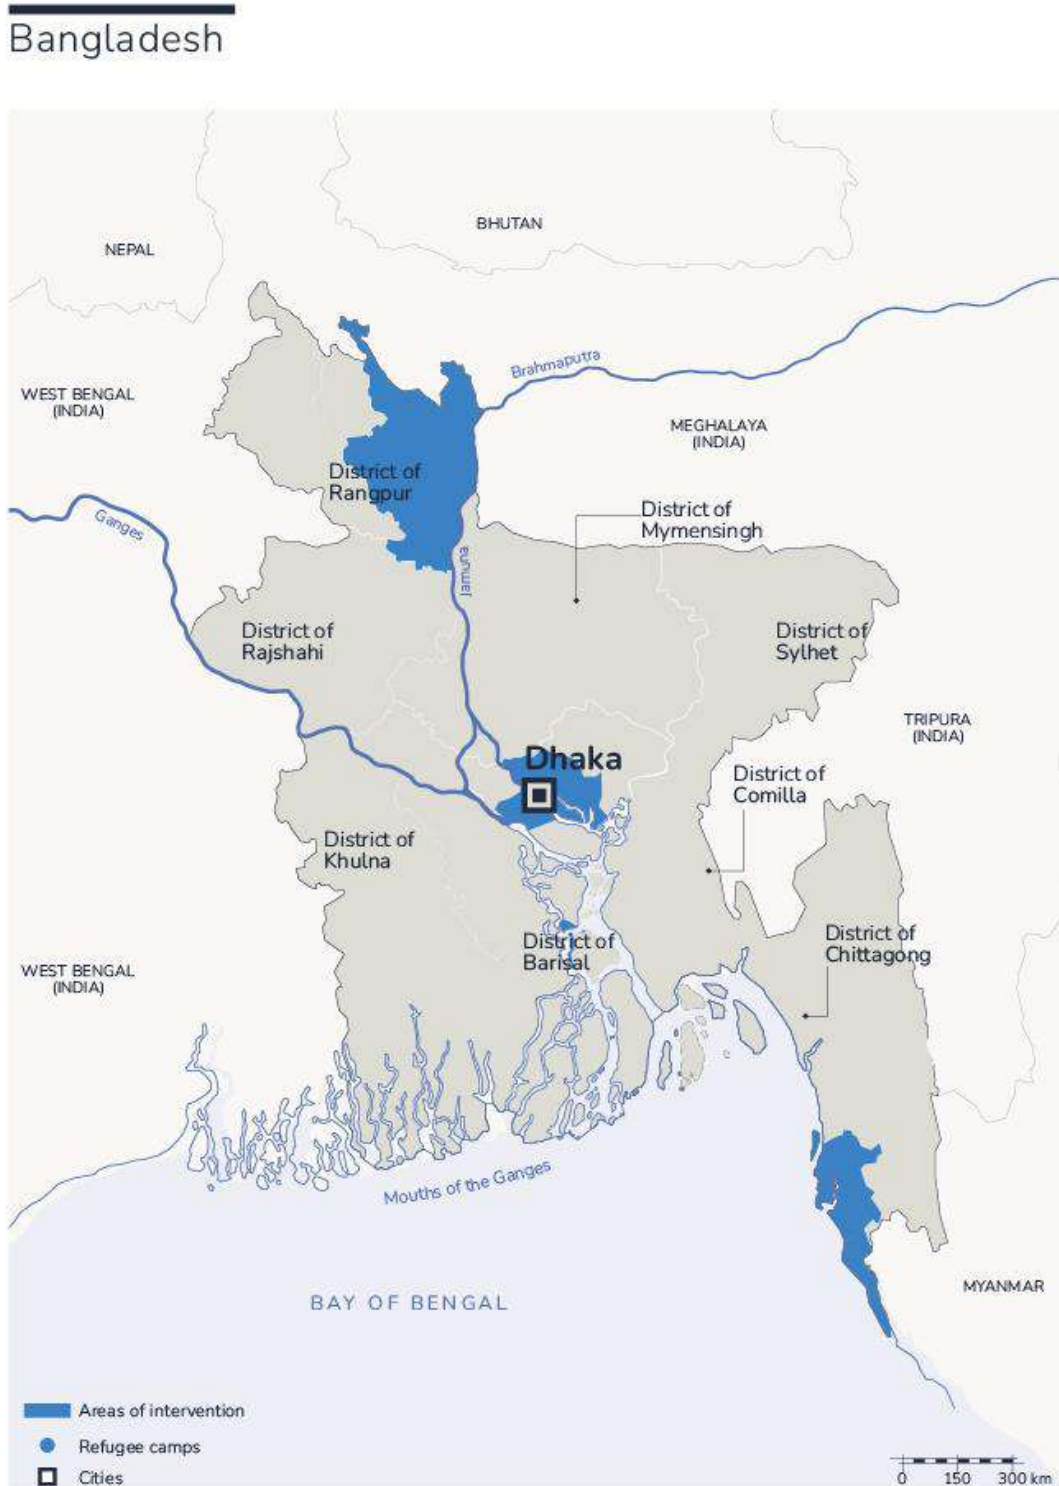 Bangladesh
BHUTAN
NEPAL
Brahmaputra
WEST BENGAL
(INDIA)
MEGHALAYA
(INDIA)
District of
Rangpur
Ganges
District of
Mymensingh
Jamuna
District of
Rajshahi
District of
Sylhet
TRIPURA
(INDIA)
Dhaka
District of
Comilla
District of
Khulna
District of
Barisal
District of
Chittagong
WEST BENGAL
(INDIA)
Mouths of the Ganges
MYANMAR
BAY OF BENGAL
Areas of intervention
Refugee camps
Cities
0 150 300 km